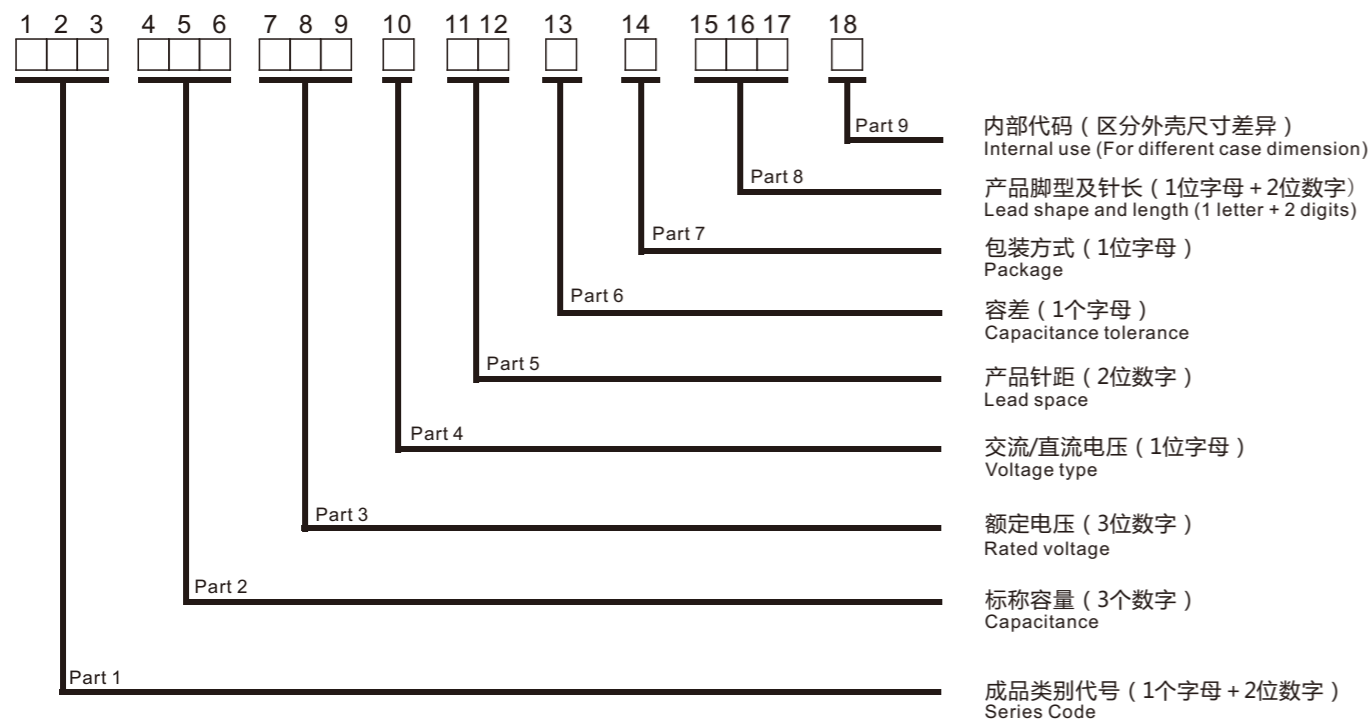 1 2 3 4 5 6 7 8 9 10 11 12 13 14 15 16 17 18
Part 9
内部代码（区分外壳尺寸差异）
Internal use (For different case dimension)
Part 8
产品脚型及针长（1位字母+2位数字）
Lead shape and length (1 letter + 2 digits)
Part 7
包装方式（1位字母）
Package
Part 6
容差（1个字母）
Capacitance tolerance
Part 5
产品针距（2位数字）
Lead space
Part 4
交流/直流电压（1位字母）
Voltage type
Part 3
额定电压（3位数字）
Rated voltage
Part 2
标称容量（3个数字）
Capacitance
Part 1
成品类别代号（1个字母+2位数字）
Series Code